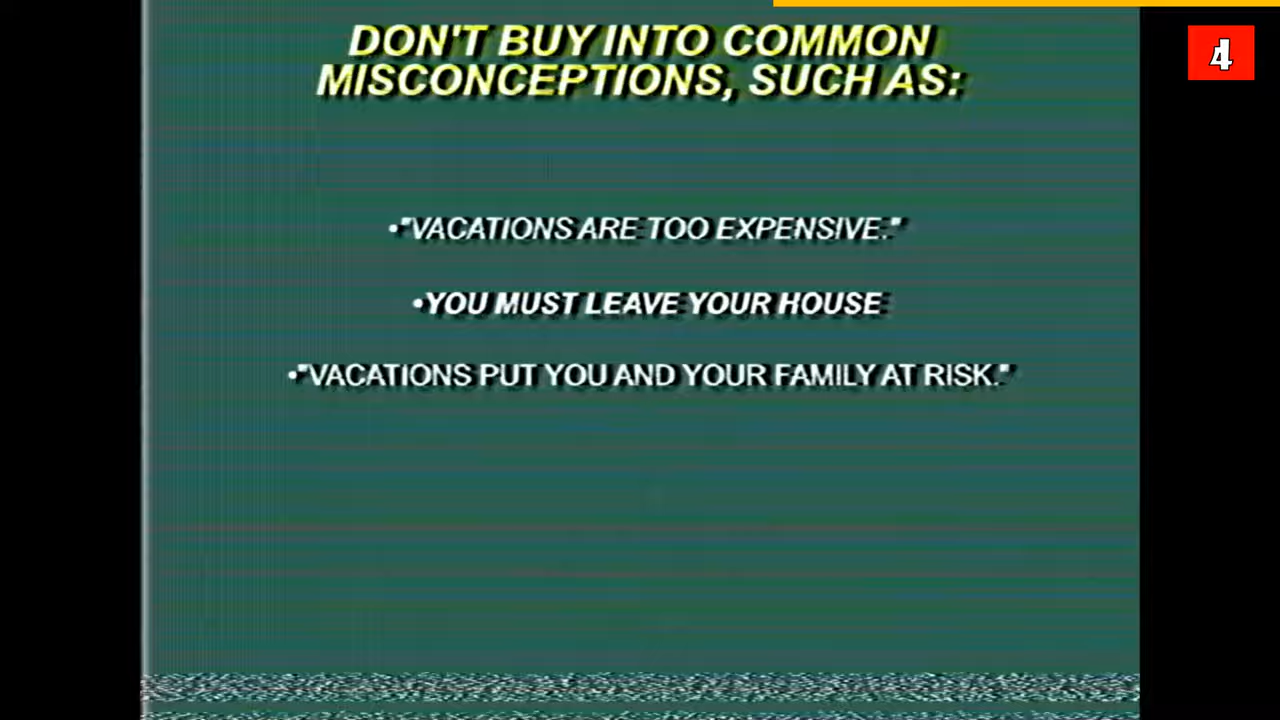 DON'T BUY INTO COMMON
MISCONCEPTIONS, SUCH AS:
4
•"VACATIONS ARE TOO EXPENSIVE."
•YOU MUST LEAVE YOUR HOUSE
•"VACATIONS PUT YOU AND YOUR FAMILY AT RISK."